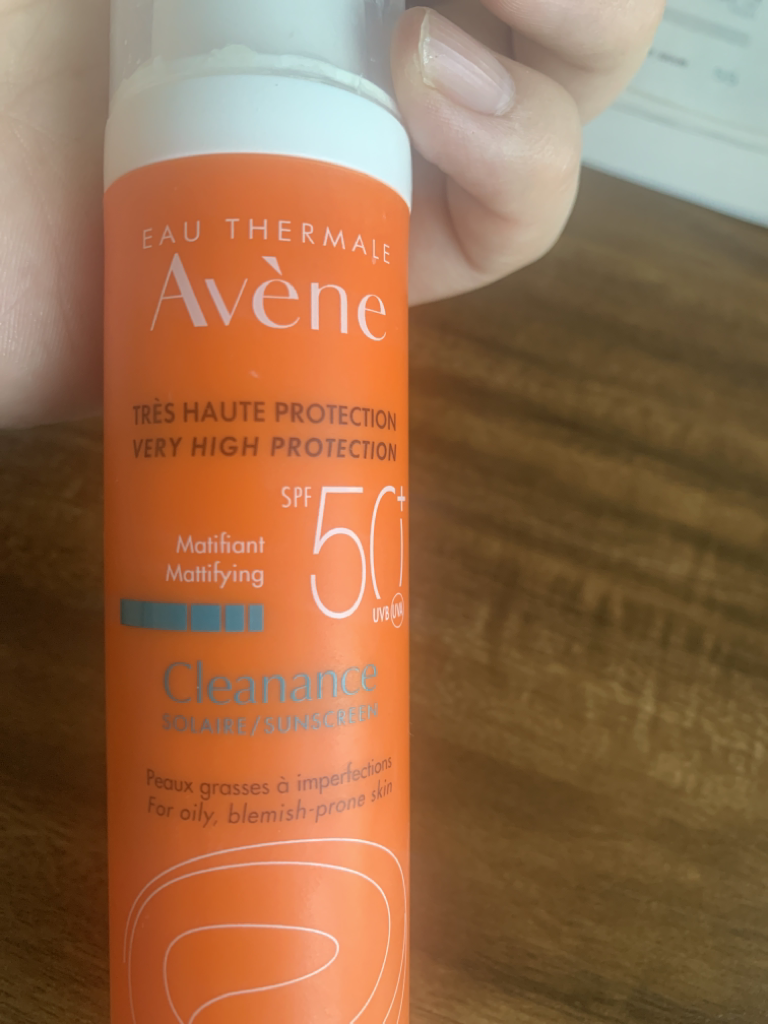 EAU THERMALE
Avène
TRÈS HAUTE PROTECTION
VERY HIGH PROTECTION
SPF 50+
Matifiant
Mattifying
UVB UVA
Cleanance
SOLAIRE/SUNSCREEN
Peaux grasses à imperfections
For oily, blemish-prone skin